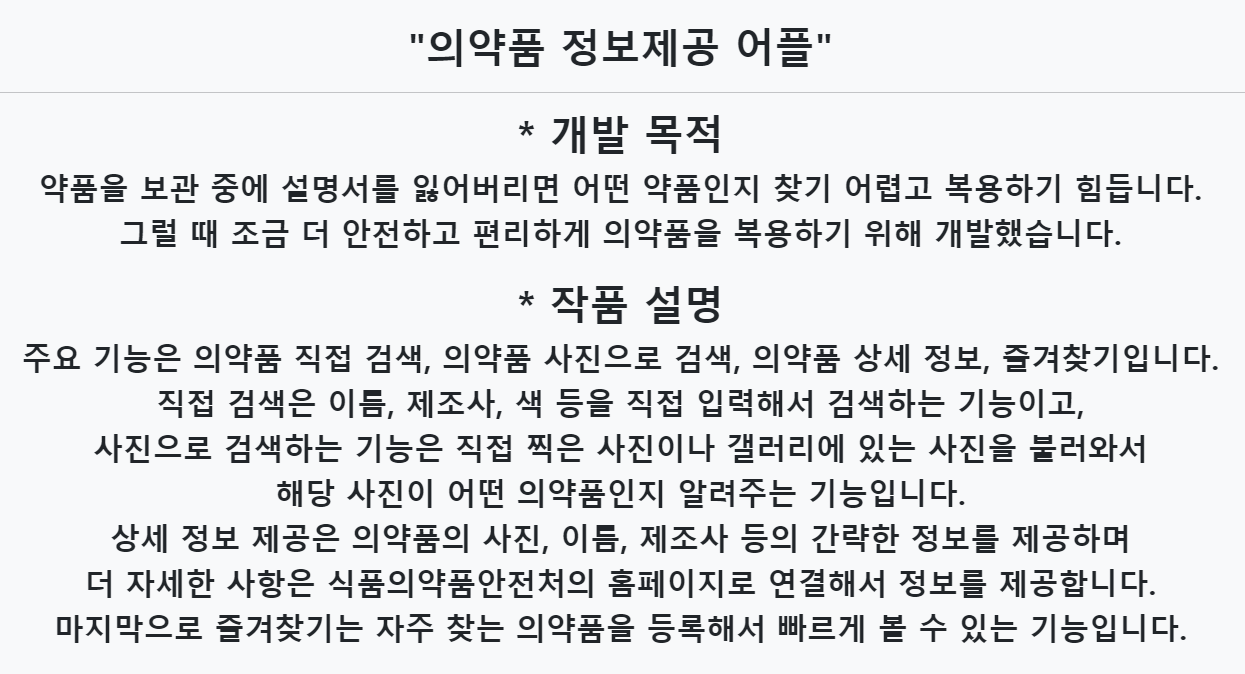 "의약품 정보제공 어플"
* 개발 목적
약품을 보관 중에 설명서를 잃어버리면 어떤 약품인지 찾기 어렵고 복용하기 힘듭니다.
그럴 때 조금 더 안전하고 편리하게 의약품을 복용하기 위해 개발했습니다.
* 작품 설명
주요 기능은 의약품 직접 검색, 의약품 사진으로 검색, 의약품 상세 정보, 즐겨찾기입니다.
직접 검색은 이름, 제조사, 색 등을 직접 입력해서 검색하는 기능이고,
사진으로 검색하는 기능은 직접 찍은 사진이나 갤러리에 있는 사진을 불러와서
해당 사진이 어떤 의약품인지 알려주는 기능입니다.
상세 정보 제공은 의약품의 사진, 이름, 제조사 등의 간략한 정보를 제공하며
더 자세한 사항은 식품의약품안전처의 홈페이지로 연결해서 정보를 제공합니다.
마지막으로 즐겨찾기는 자주 찾는 의약품을 등록해서 빠르게 볼 수 있는 기능입니다.